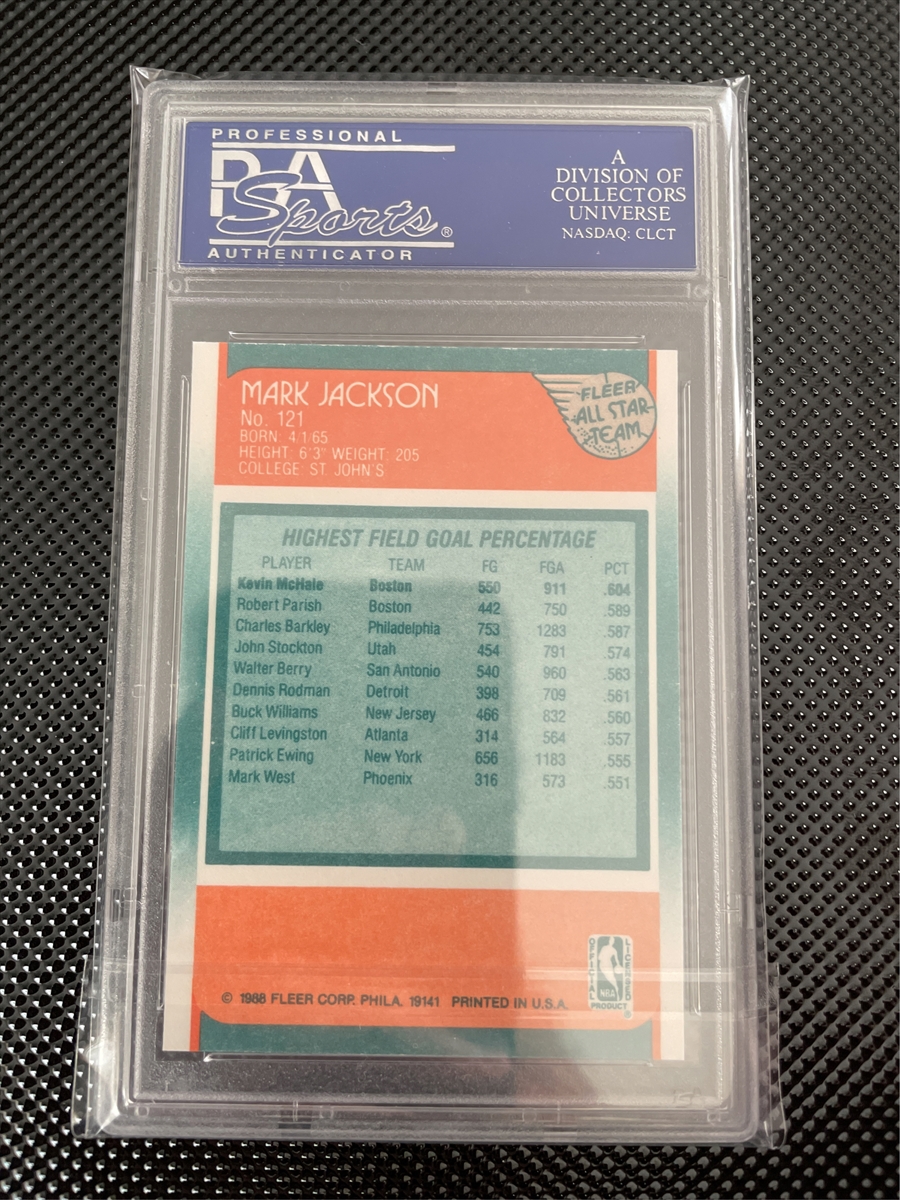 PROFESSIONAL
PSA
Sports®
AUTHENTICATOR
A
DIVISION OF
COLLECTORS
UNIVERSE
NASDAQ: CLCT
MARK JACKSON
No. 121
BORN: 4 1 65
HEIGHT: 6'3" WEIGHT: 205
COLLEGE: ST. JOHN'S
FLEER
ALL STAR
TEAM
HIGHEST FIELD GOAL PERCENTAGE
PLAYER TEAM FG FGA PCT
Kevin McHale Boston 550 911 .604
Robert Parish Boston 442 750 .589
Charles Barkley Philadelphia 753 1283 .587
John Stockton Utah 454 791 .574
Walter Berry San Antonio 540 960 .563
Dennis Rodman Detroit 398 709 .561
Buck Williams New Jersey 466 832 .560
Cliff Levingston Atlanta 314 564 .557
Patrick Ewing New York 656 1183 .555
Mark West Phoenix 316 573 .551
OFFICIAL LICENSED
NBA
PRODUCT ®
© 1988 FLEER CORP. PHILA. 19141 PRINTED IN U.S.A.